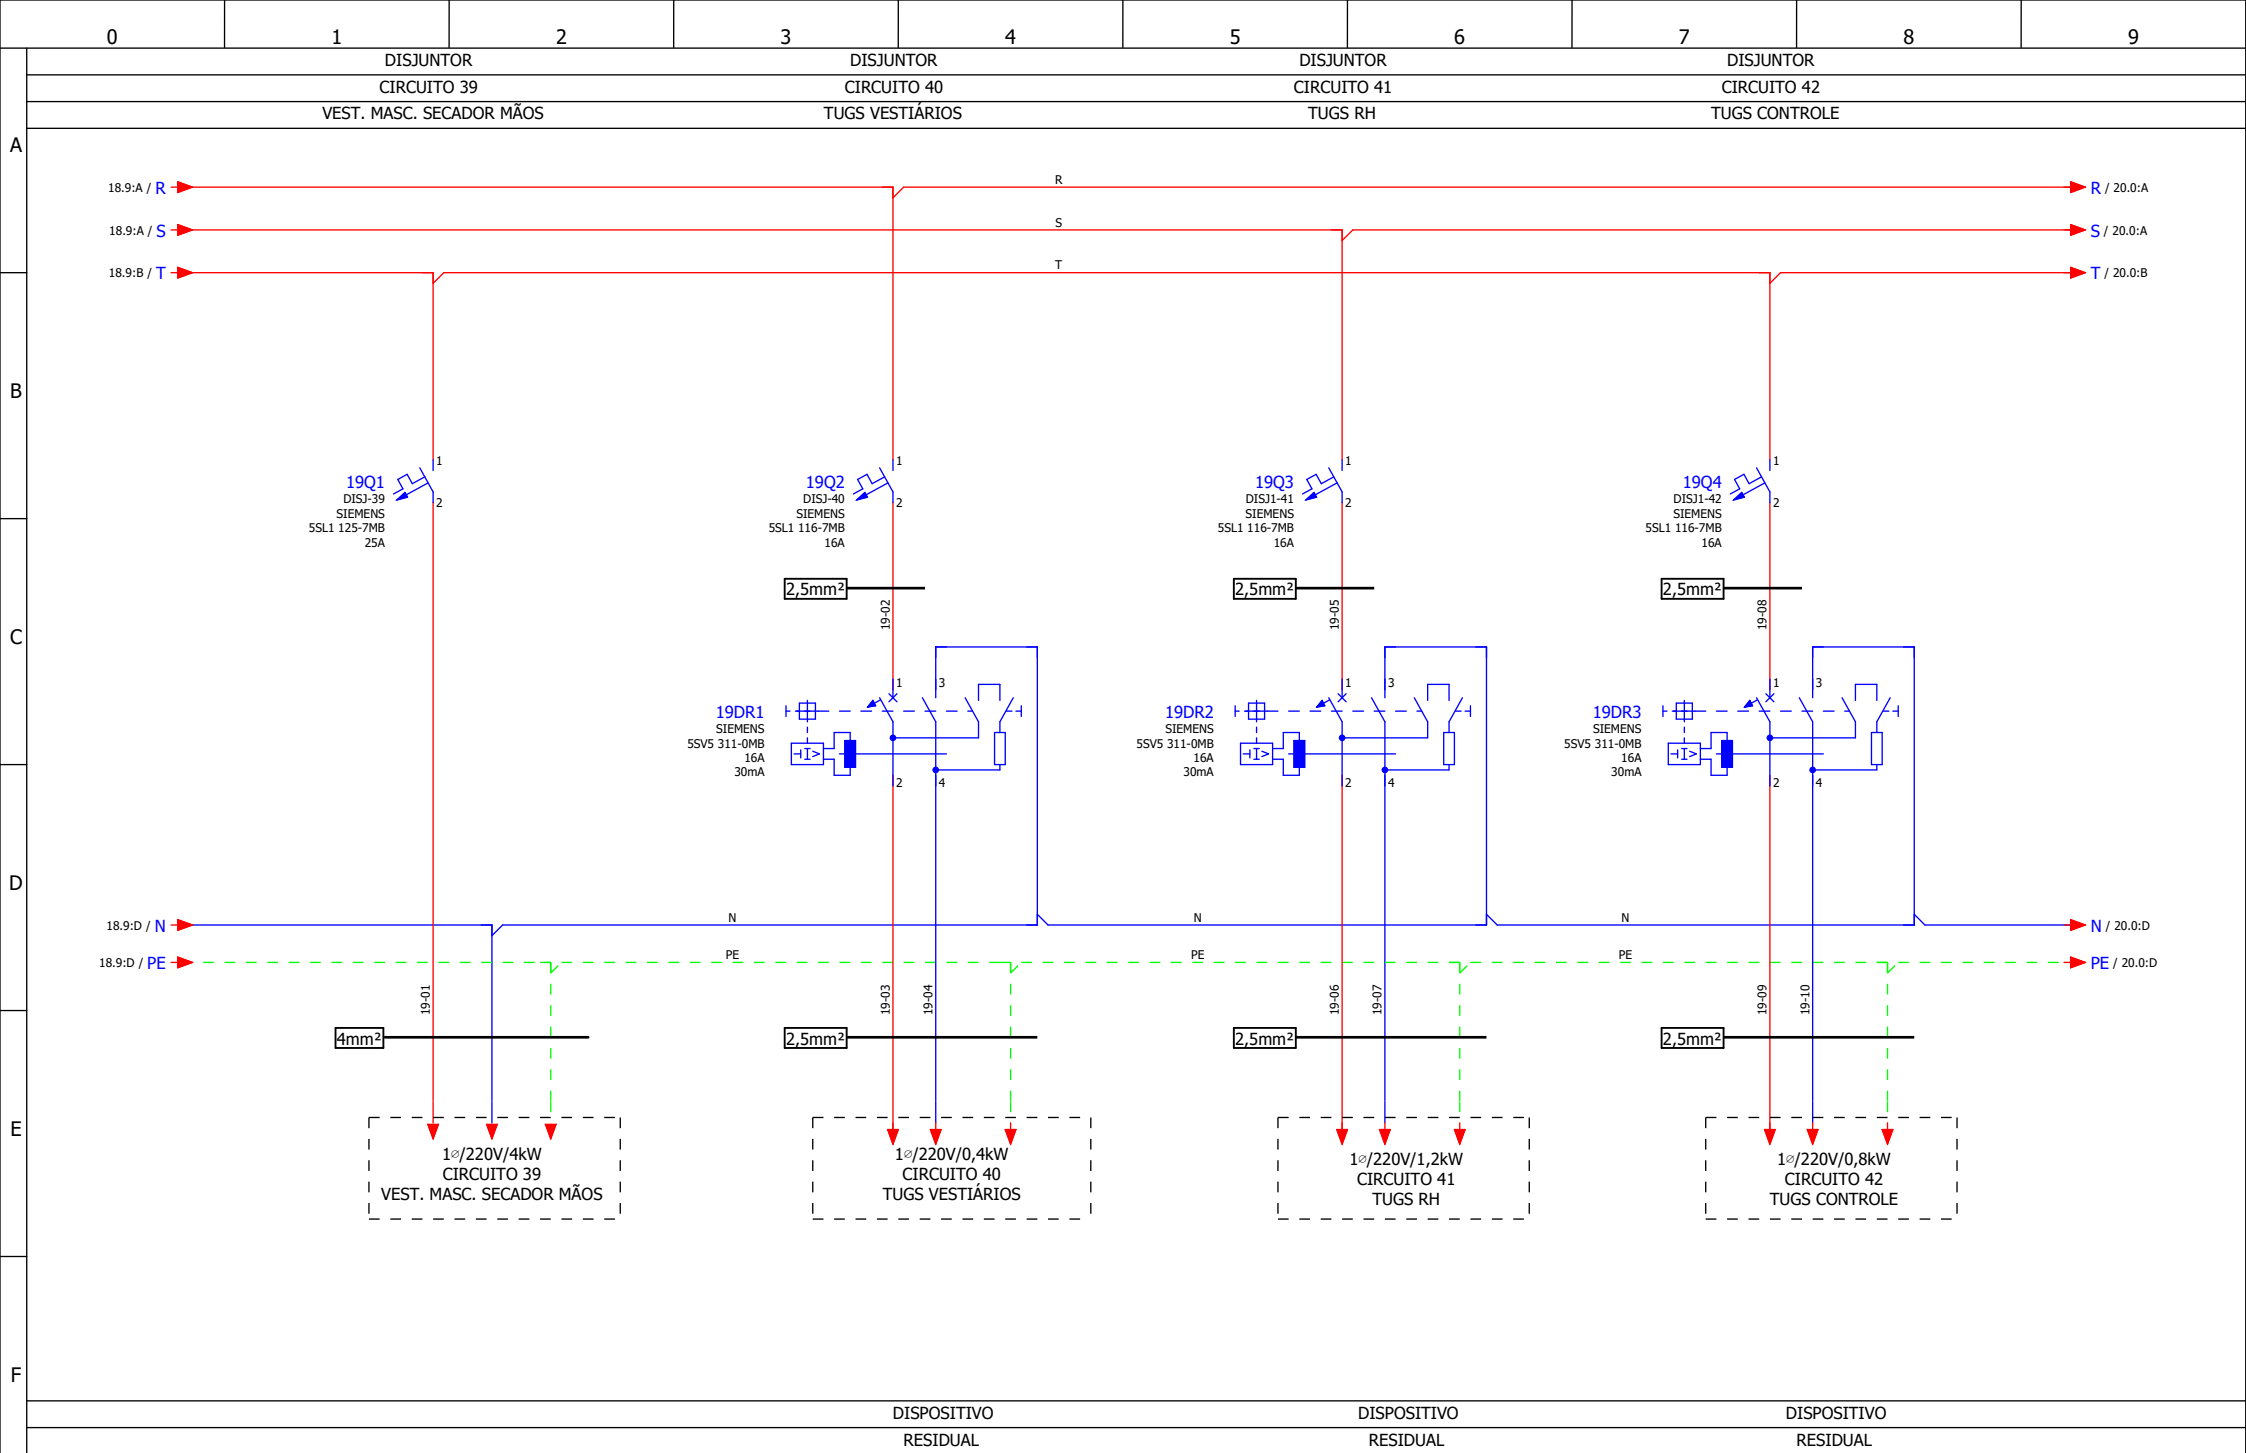 0 1 2 3 4 5 6 7 8 9
DISJUNTOR DISJUNTOR DISJUNTOR DISJUNTOR
CIRCUITO 39 CIRCUITO 40 CIRCUITO 41 CIRCUITO 42
VEST. MASC. SECADOR MÃOS TUGS VESTIÁRIOS TUGS RH TUGS CONTROLE
A
18.9:A / R R R / 20.0:A
18.9:A / S S S / 20.0:A
18.9:B / T T T / 20.0:B
B
1 1 1 1
19Q1 19Q2 19Q3 19Q4
DISJ-39 DISJ-40 DISJ1-41 DISJ1-42
2 2 2 2
SIEMENS SIEMENS SIEMENS SIEMENS
5SL1 125-7MB 5SL1 116-7MB 5SL1 116-7MB 5SL1 116-7MB
25A 16A 16A 16A
2,5mm² 2,5mm² 2,5mm²
19-02 19-05 19-08
C
1 3 1 3 1 3
19DR1 19DR2 19DR3
SIEMENS SIEMENS SIEMENS
5SV5 311-0MB 5SV5 311-0MB 5SV5 311-0MB
I> I> I>
16A 16A 16A
30mA 30mA 30mA
2 4 2 4 2 4
D
18.9:D / N N N N N / 20.0:D
18.9:D / PE PE PE PE PE / 20.0:D
19-01 19-03 19-04 19-06 19-07 19-09 19-10
4mm² 2,5mm² 2,5mm² 2,5mm²
E
1⌀/220V/4kW 1⌀/220V/0,4kW 1⌀/220V/1,2kW 1⌀/220V/0,8kW
CIRCUITO 39 CIRCUITO 40 CIRCUITO 41 CIRCUITO 42
VEST. MASC. SECADOR MÃOS TUGS VESTIÁRIOS TUGS RH TUGS CONTROLE
F
DISPOSITIVO DISPOSITIVO DISPOSITIVO
RESIDUAL RESIDUAL RESIDUAL